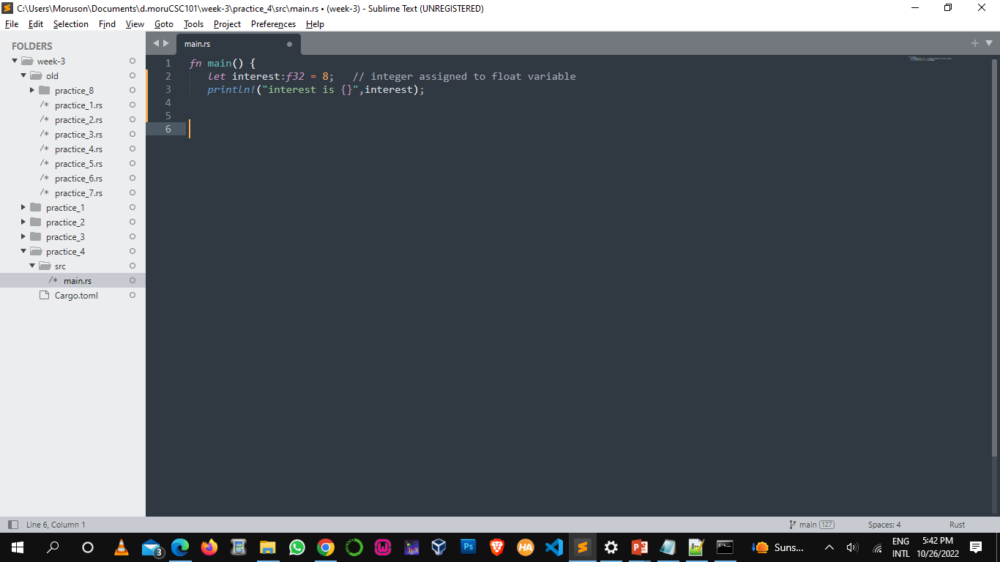 C:\Users\Moruson\Documents\d.moruCSC101\week-3\practice_4\src\main.rs • (week-3) - Sublime Text (UNREGISTERED)
File Edit Selection Find View Goto Tools Project Preferences Help
FOLDERS
week-3
old
practice_8
/* practice_1.rs
/* practice_2.rs
/* practice_3.rs
/* practice_4.rs
/* practice_5.rs
/* practice_6.rs
/* practice_7.rs
practice_1
practice_2
practice_3
practice_4
src
/* main.rs
Cargo.toml
main.rs
1 fn main() {
2 let interest:f32 = 8; // integer assigned to float variable
3 println!("interest is {}",interest);
4
5
6
Line 6, Column 1
main 127
Spaces: 4
Rust
3
TEX
Ps
HA
Suns...
ENG
INTL
5:42 PM
10/26/2022